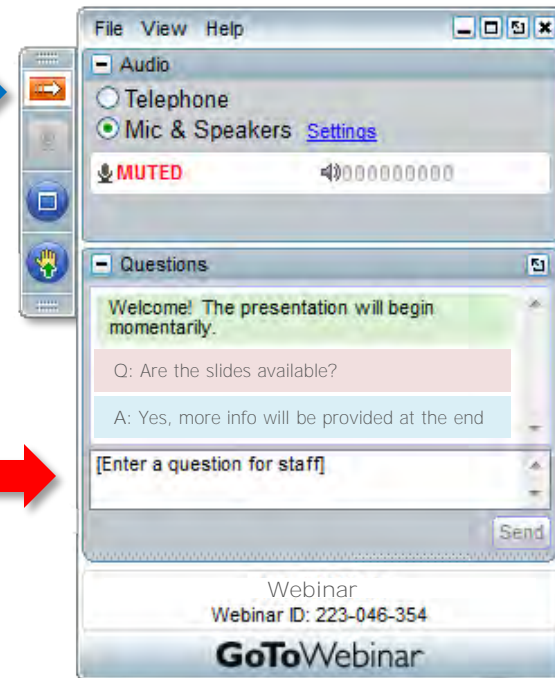 File View Help
Audio
Telephone
Mic & Speakers Settings
MUTED 000000000
Questions
Welcome! The presentation will begin
momentarily.
Q: Are the slides available?
A: Yes, more info will be provided at the end
[Enter a question for staff]
Send
Webinar
Webinar ID: 223-046-354
GoToWebinar